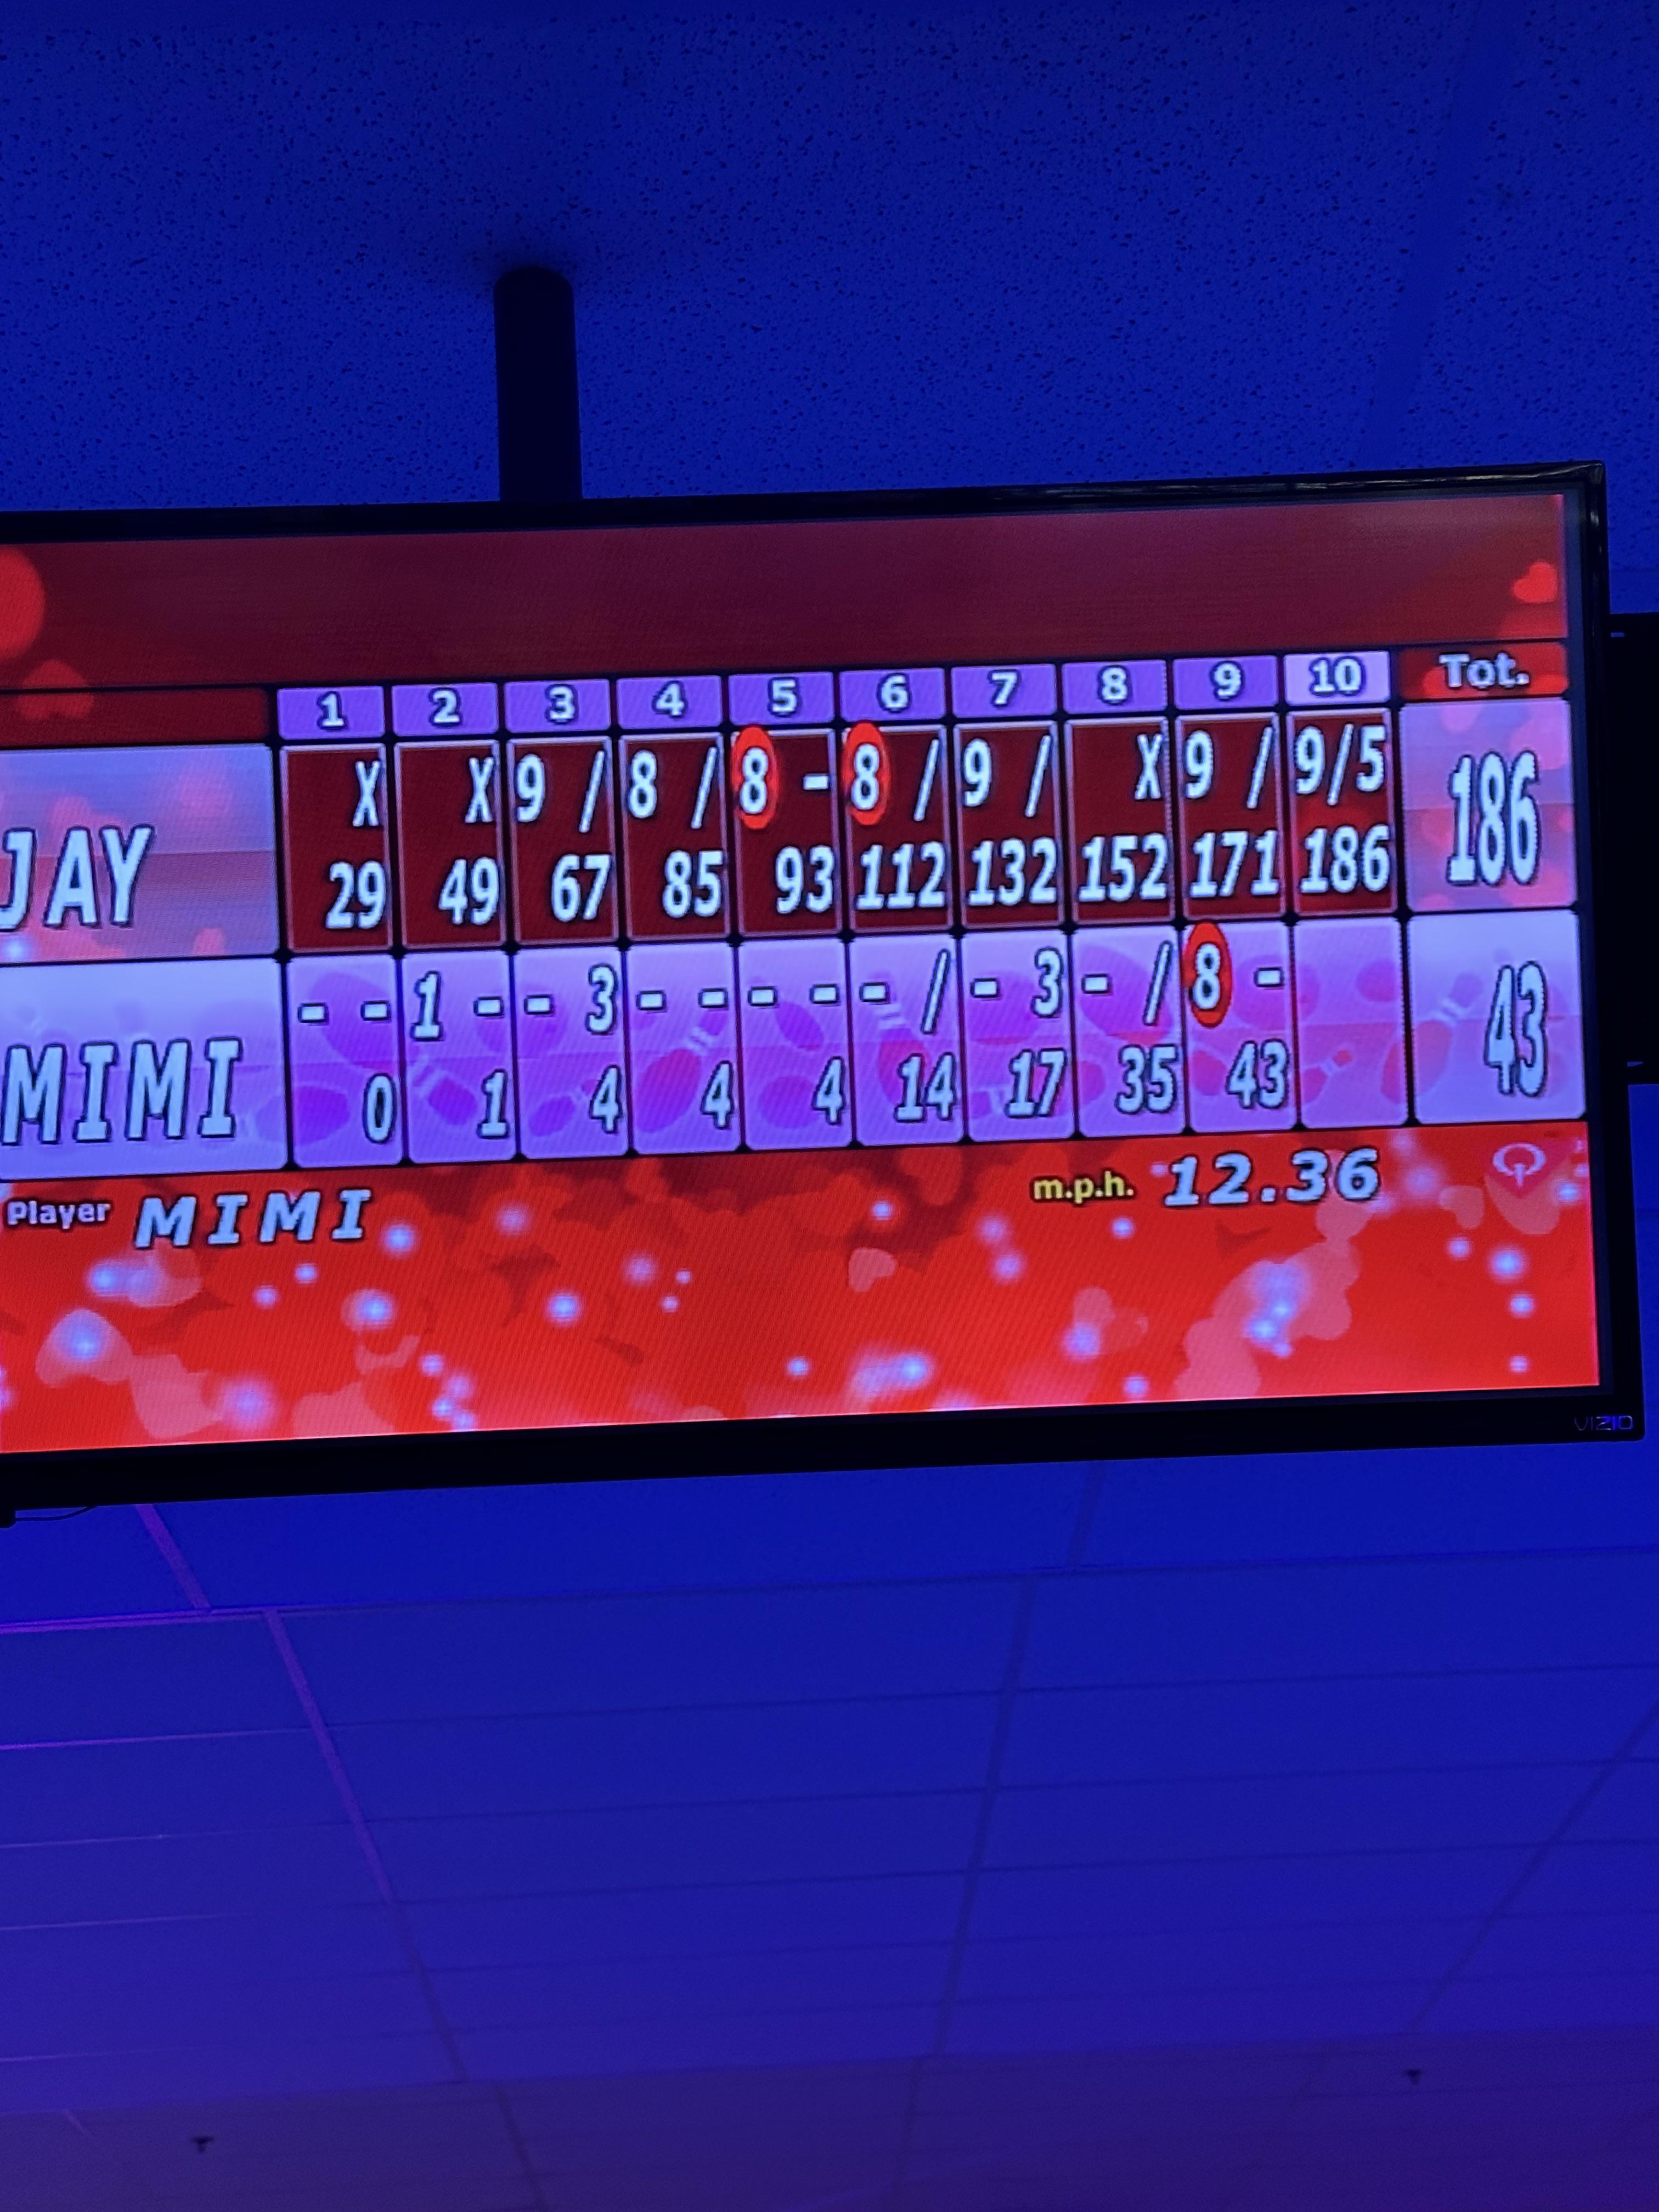 1 2 3 4 5 6 7 8 9 10 Tot.
X X 9 / 8 / 8 - 8 / 9 / X 9 / 9/5
JAY 29 49 67 85 93 112 132 152 171 186 186
- - 1 - - 3 - - - - - / - 3 - / 8 -
MIMI 0 1 4 4 4 14 17 35 43 43
Player MIMI m.p.h. 12.36
VIZIO